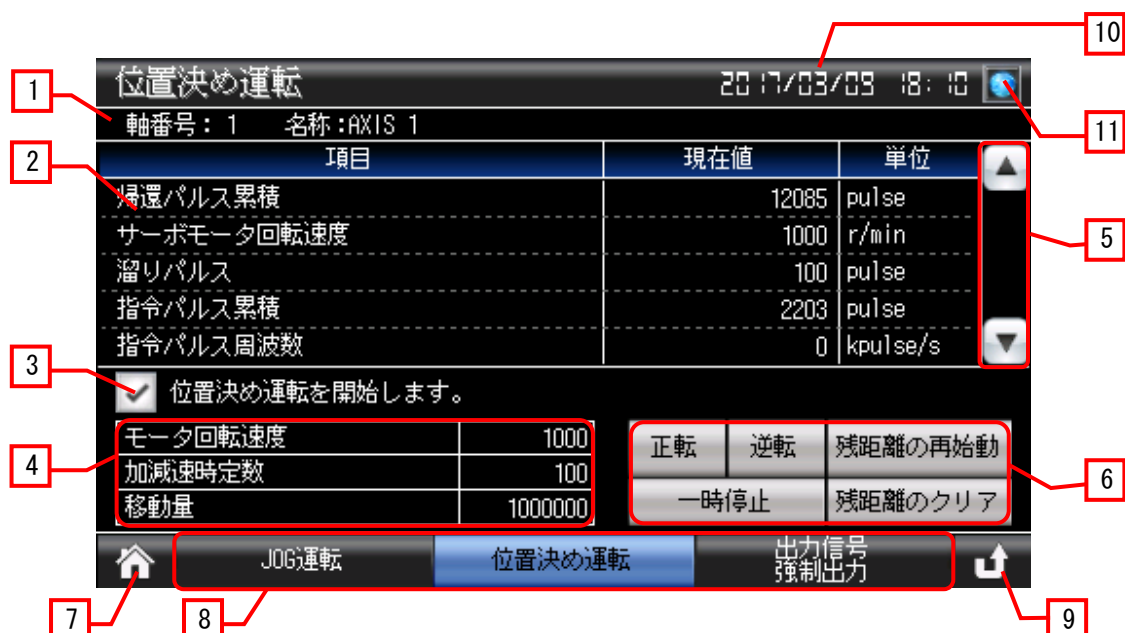 10
位置決め運転 2017/03/09 18:10
1
軸番号: 1 名称:AXIS 1
11
2
項目 現在値 単位
帰還パルス累積 12085 pulse
サーボモータ回転速度 1000 r/min
5
溜りパルス 100 pulse
指令パルス累積 2203 pulse
指令パルス周波数 0 kpulse/s
3
位置決め運転を開始します。
4
モータ回転速度 1000
加減速時定数 100
移動量 1000000
正転 逆転 残距離の再始動
一時停止 残距離のクリア
6
JOG運転 位置決め運転 出力信号
強制出力
7 8 9